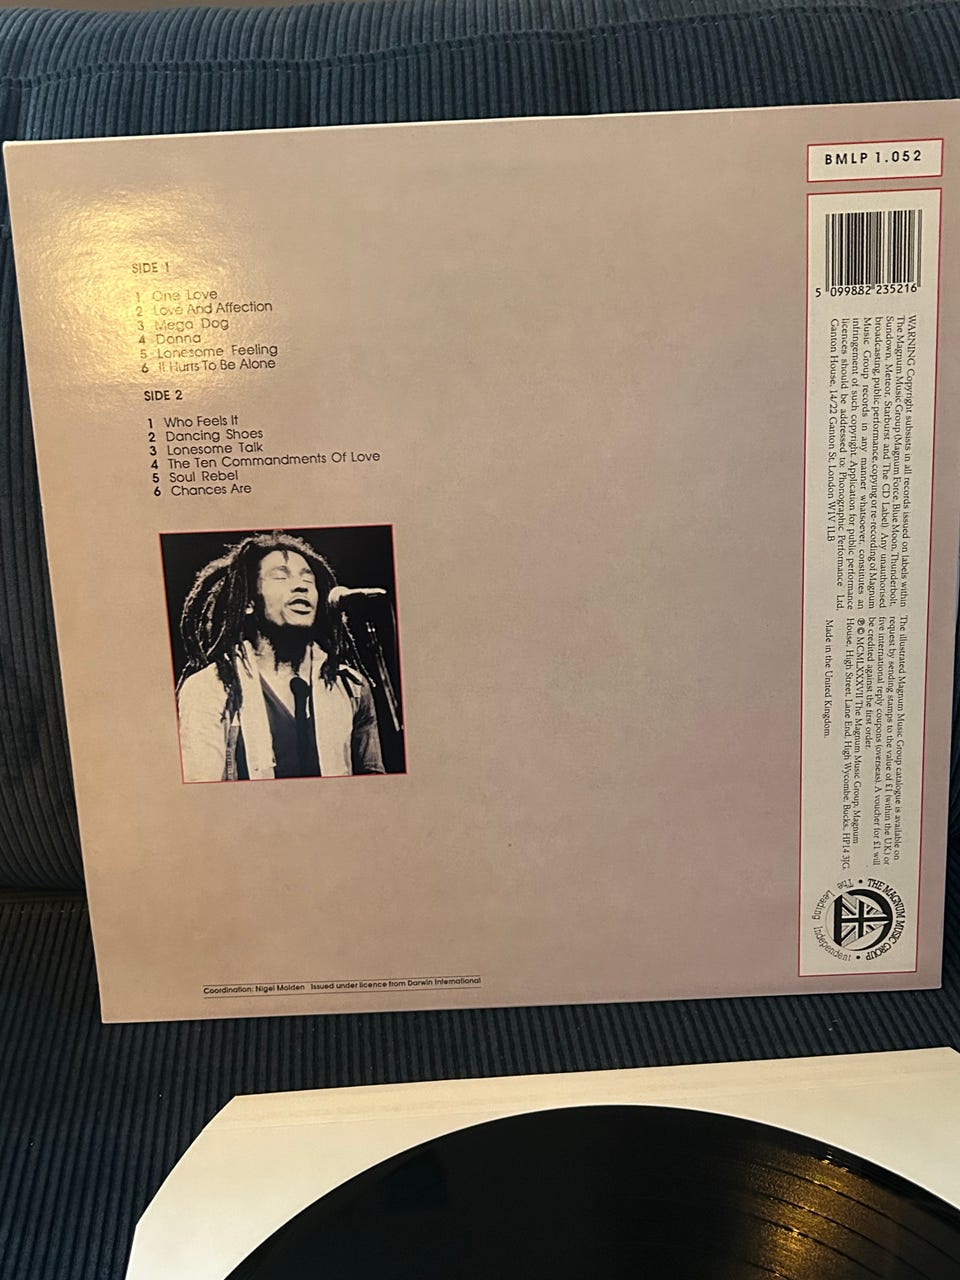 BMLP 1.052
SIDE 1
1 One Love
2 Love And Affection
3 Mega Dog
4 Donna
5 Lonesome Feeling
6 It Hurts To Be Alone
SIDE 2
1 Who Feels It
2 Dancing Shoes
3 Lonesome Talk
4 The Ten Commandments Of Love
5 Soul Rebel
6 Chances Are
Coordination: Nigel Molden Issued under licence from Darwin International
5 099882 235216
WARNING Copyright subsists in all records issued on labels within
The Magnum Music Group (Magnum Force, Blue Moon, Thunderbolt,
Sundown, Meteor, Starburst and The CD Label). Any unauthorised
broadcasting, public performance, copying or re-recording of Magnum
Music Group records in any manner whatsoever, constitutes an
infringement of such copyright. Application for public performance
licences should be addressed to: Phonographic Performance Ltd.
Ganton House, 14/22 Ganton St, London W1V 1LB
The illustrated Magnum Music Group catalogue is available on
request by sending stamps to the value of £1 (within the UK) or
five international reply coupons (overseas). A voucher for £1 will
be credited against the first order.
℗ © MCMLXXXVII The Magnum Music Group, Magnum
House, High Street, Lane End, High Wycombe, Bucks., HP14 3JG.
Made in the United Kingdom.
THE MAGNUM MUSIC GROUP
The Leading Independent